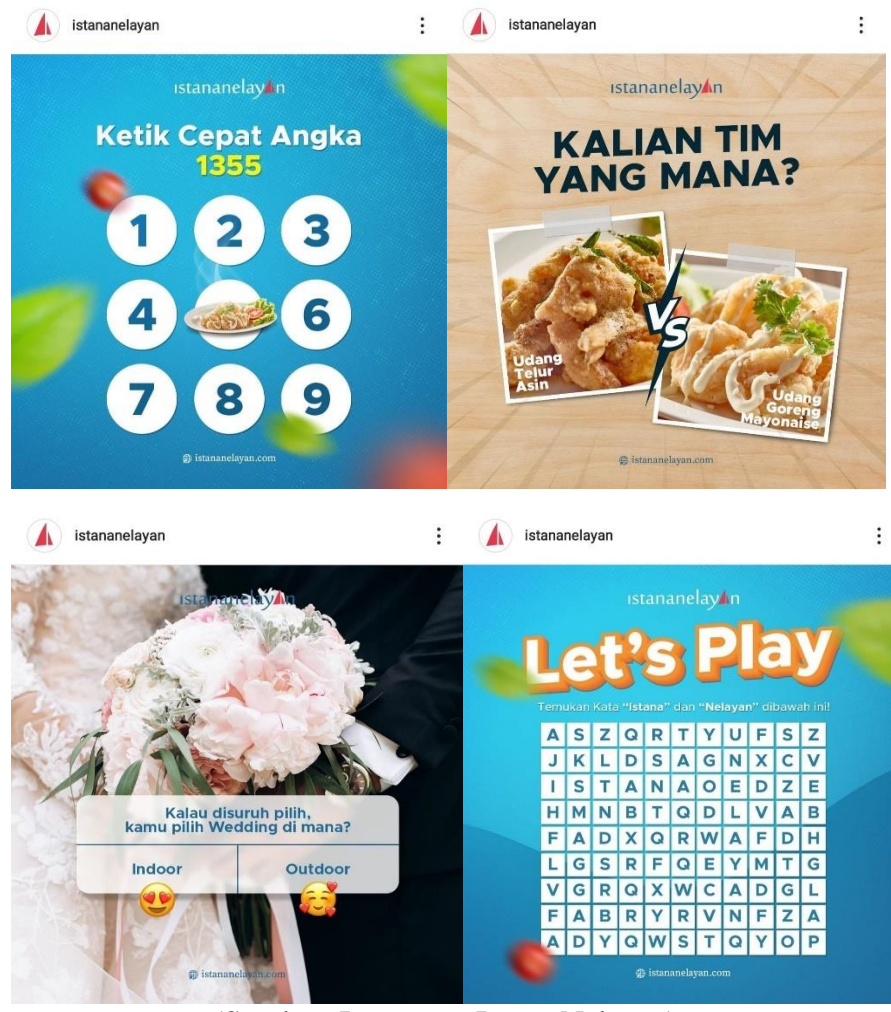 istananelayan
istananelayan
Ketik Cepat Angka
1355
1 2 3
4 6
7 8 9
istananelayan.com
istananelayan
istananelayan
KALIAN TIM
YANG MANA?
Udang
Telur
Asin
VS
Udang
Goreng
Mayonaise
istananelayan.com
istananelayan
istananelayan
Kalau disuruh pilih,
kamu pilih Wedding di mana?
Indoor Outdoor
istananelayan.com
istananelayan
istananelayan
Let's Play
Temukan Kata "Istana" dan "Nelayan" dibawah ini!
A S Z Q R T Y U F S Z
J K L D S A G N X C V
I S T A N A O E D Z E
H M N B T Q D L V A B
F A D X Q R W A F D H
L G S R F Q E Y M T G
V G R Q X W C A D G L
F A B R Y R V N F Z A
A D Y Q W S T Q Y O P
istananelayan.com